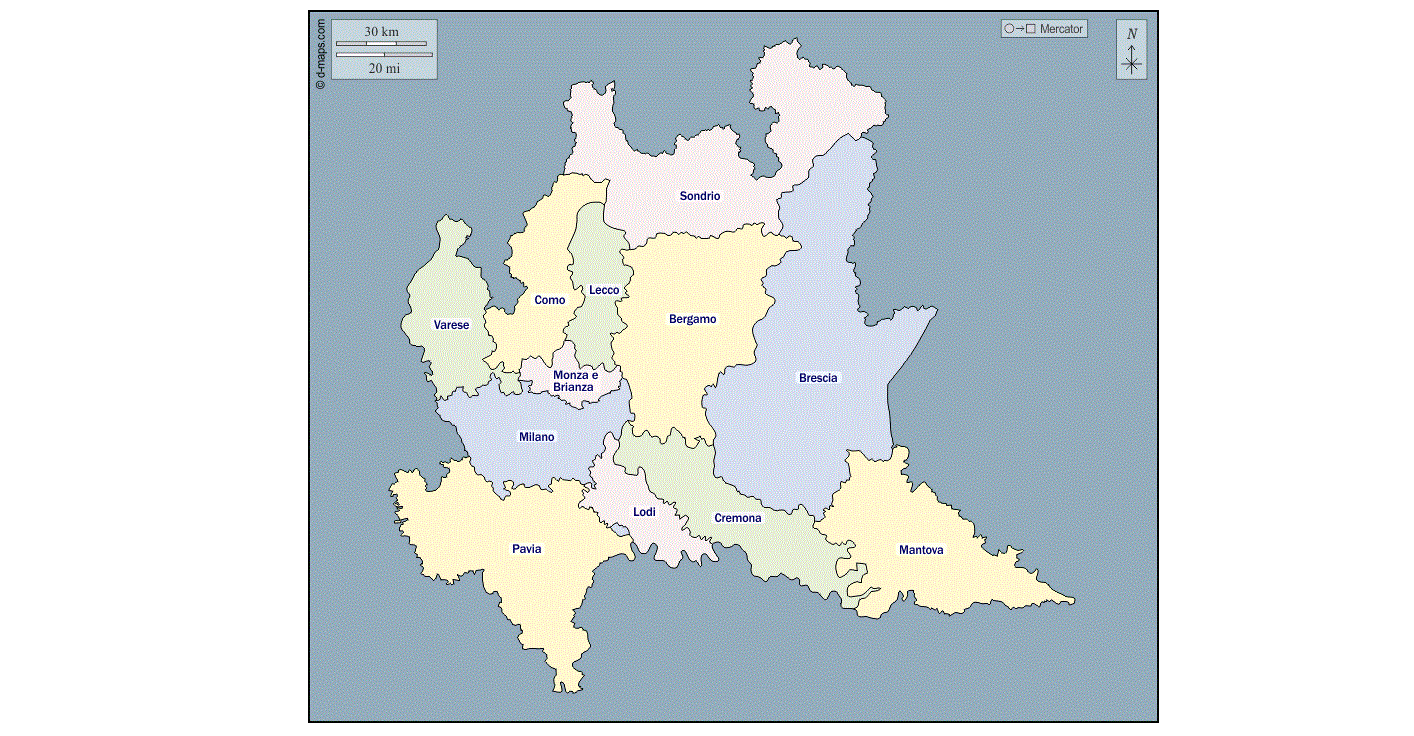 © d-maps.com
30 km
20 mi
Mercator
N
Sondrio
Lecco
Como
Bergamo
Varese
Monza e
Brianza
Brescia
Milano
Lodi
Cremona
Pavia
Mantova